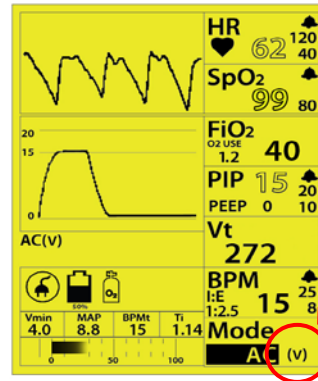 HR 62 120
40
SpO2 99 80
20
15
0
AC(V)
FiO2
O2 USE
1.2 40
PIP 15 20
PEEP 0 10
Vt
272
50%
O2
BPM
I:E
1:2.5 15 25
8
Vmin MAP BPMt Ti
4.0 8.8 15 1.14
0 50 100
Mode
AC (V)